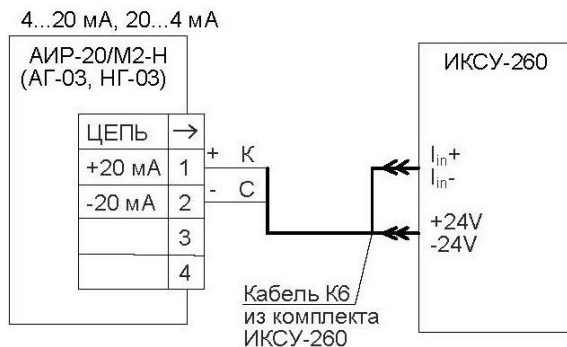 4...20 мА, 20...4 мА
АИР-20/М2-Н
(АГ-03, НГ-03)
ИКСУ-260
ЦЕПЬ →
+20 мА 1 + К
-20 мА 2 - С
3
4
Iin+
Iin-
+24V
-24V
Кабель К6
из комплекта
ИКСУ-260